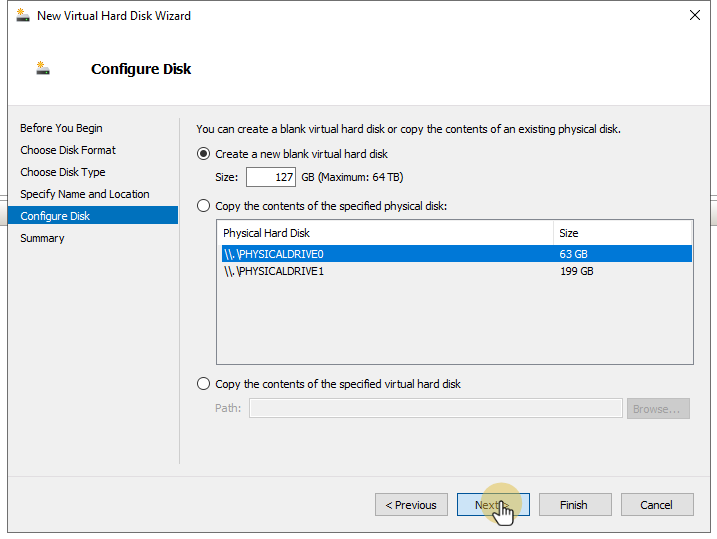 New Virtual Hard Disk Wizard
Configure Disk
Before You Begin
Choose Disk Format
Choose Disk Type
Specify Name and Location
Configure Disk
Summary
You can create a blank virtual hard disk or copy the contents of an existing physical disk.
Create a new blank virtual hard disk
Size: 127 GB (Maximum: 64 TB)
Copy the contents of the specified physical disk:
Physical Hard Disk Size
\\.\PHYSICALDRIVE0 63 GB
\\.\PHYSICALDRIVE1 199 GB
Copy the contents of the specified virtual hard disk
Path: Browse...
< Previous Next > Finish Cancel